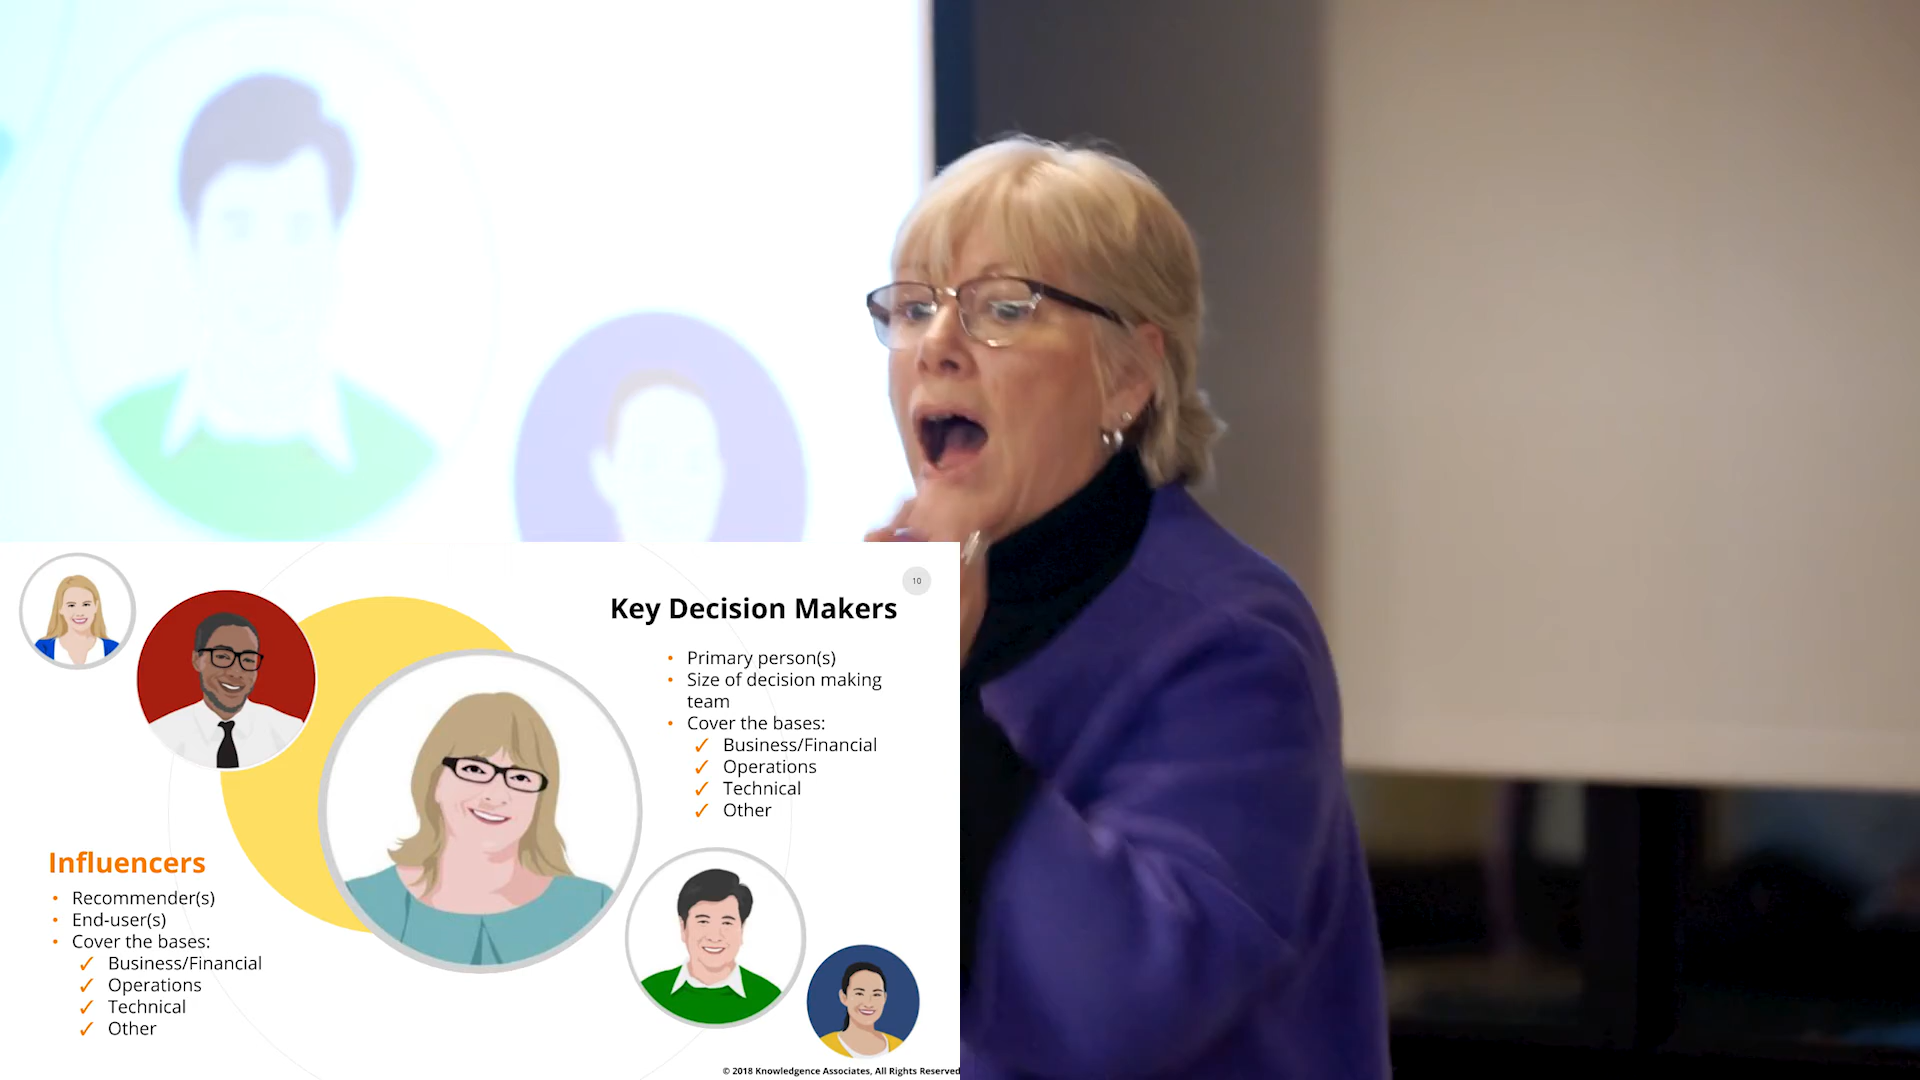 10
Key Decision Makers
• Primary person(s)
• Size of decision making
team
• Cover the bases:
✓ Business/Financial
✓ Operations
✓ Technical
✓ Other
Influencers
• Recommender(s)
• End-user(s)
• Cover the bases:
✓ Business/Financial
✓ Operations
✓ Technical
✓ Other
© 2018 Knowledgence Associates, All Rights Reserved